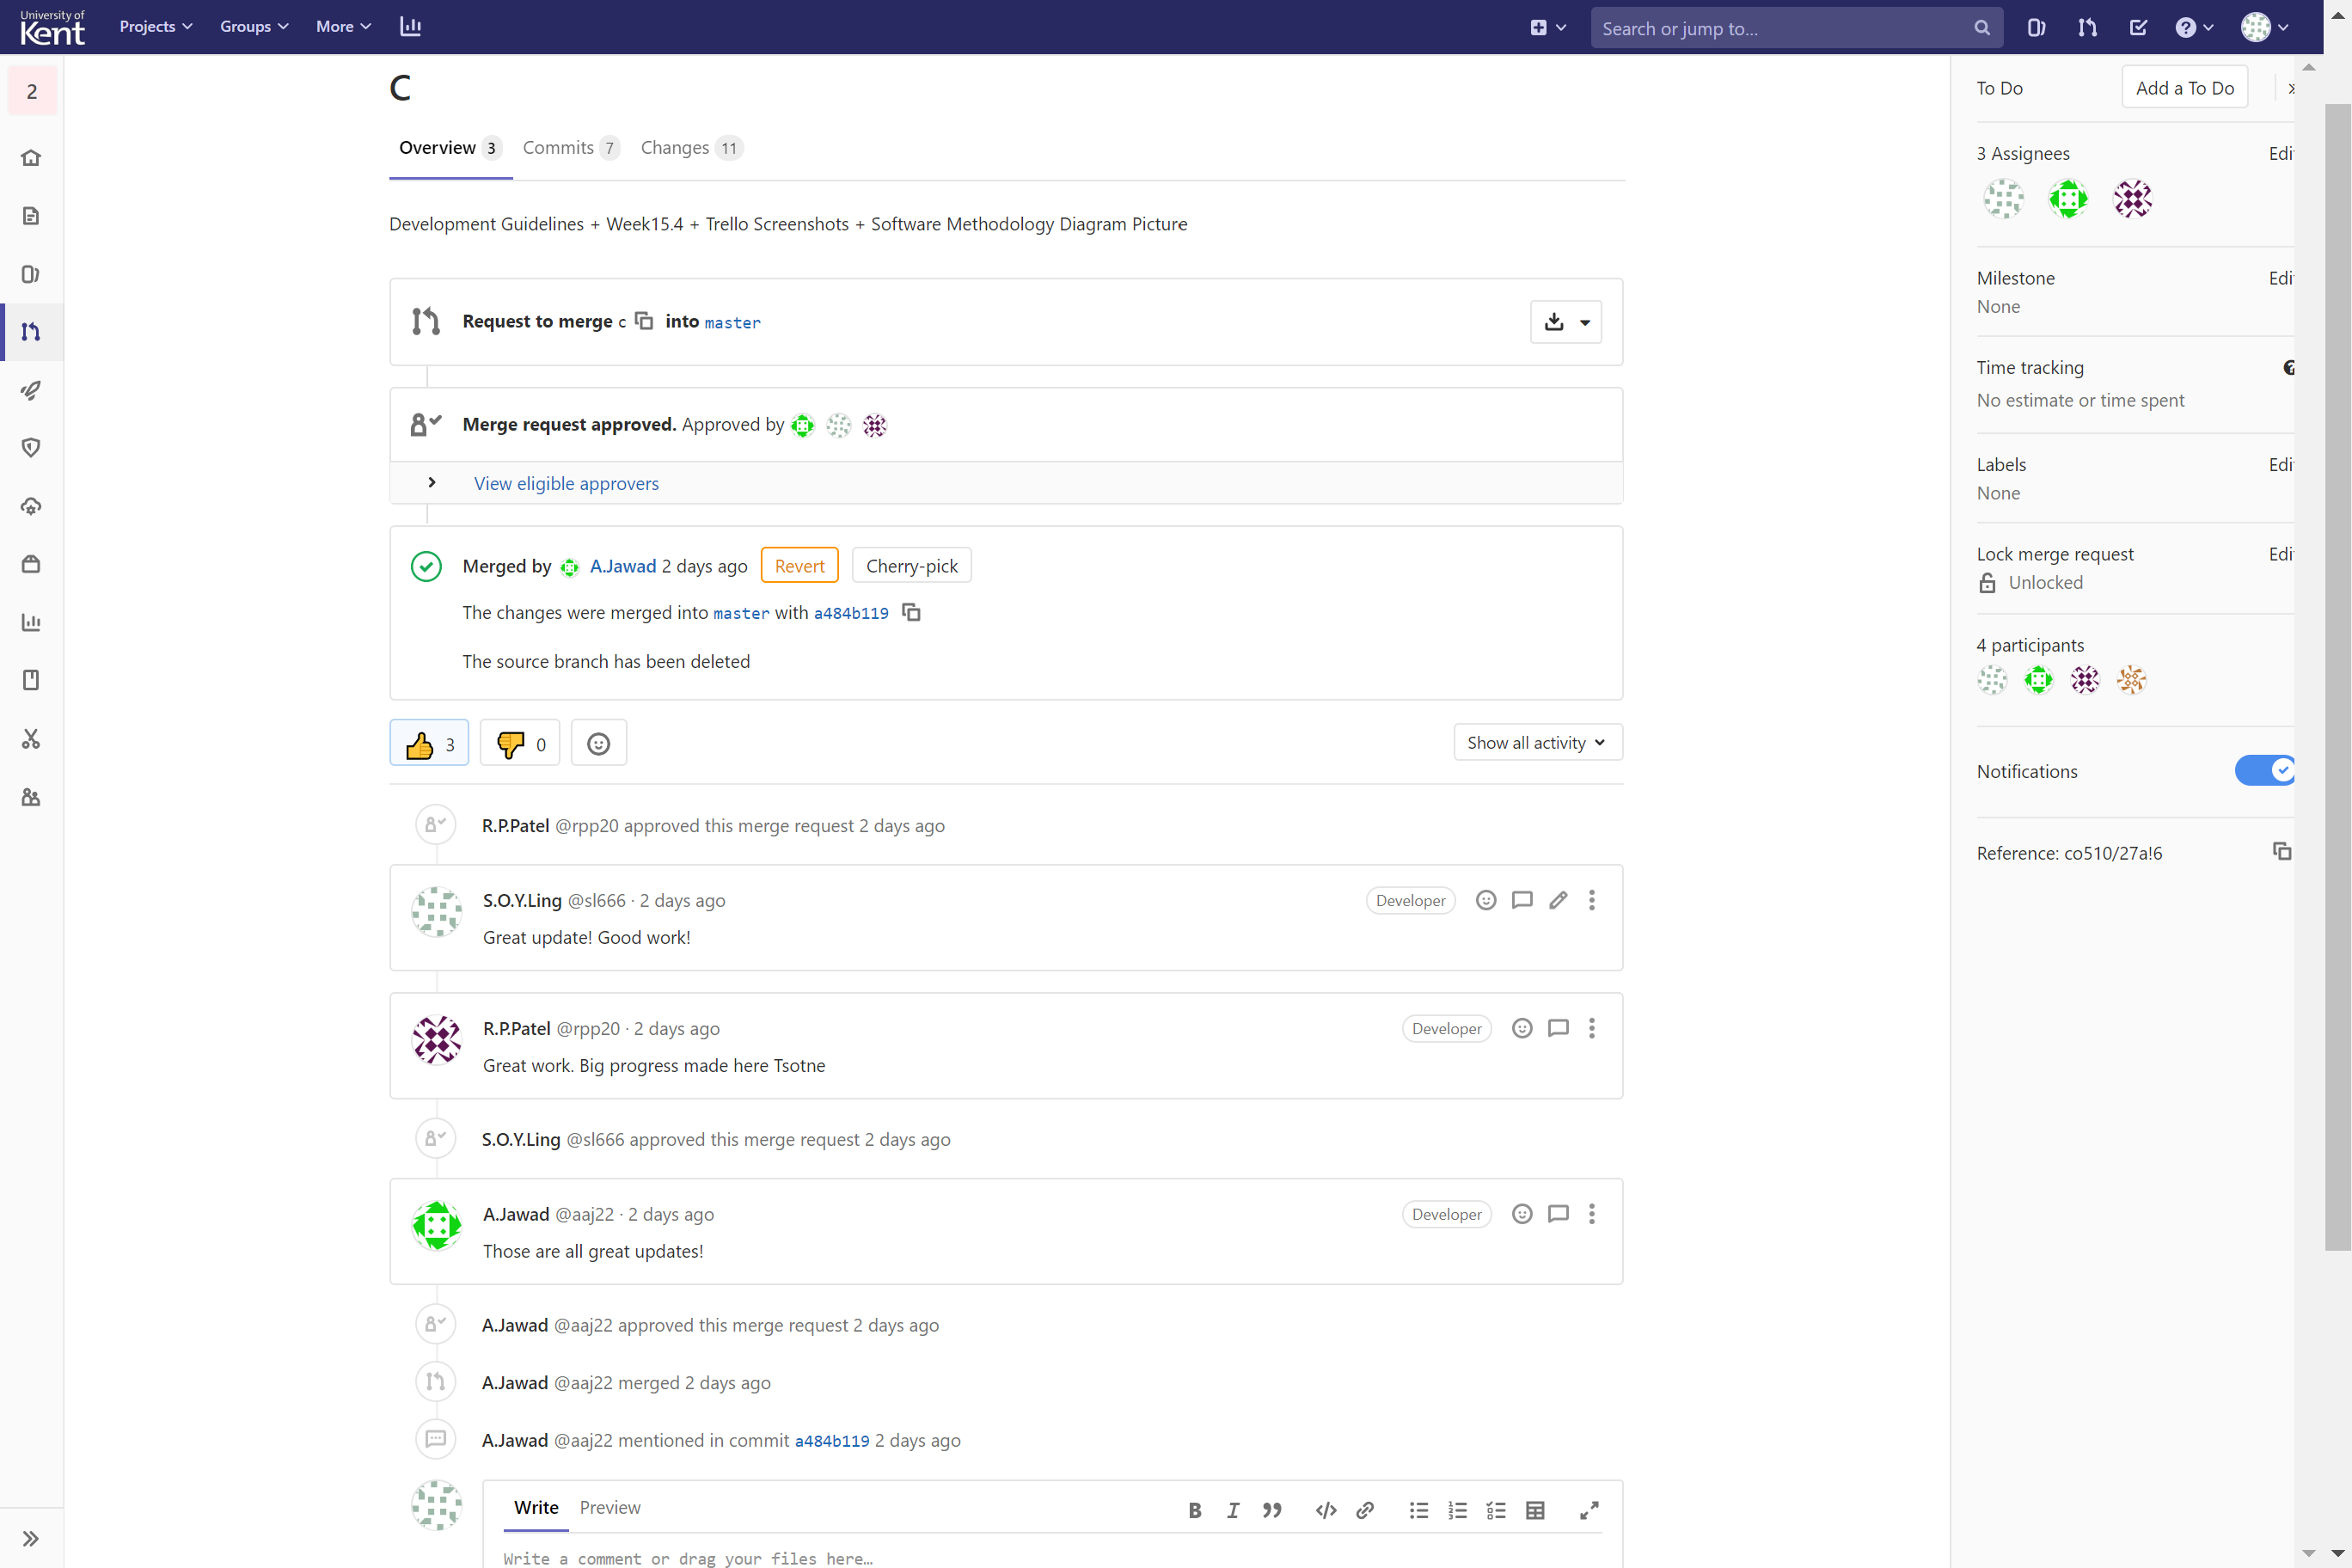 University of
Kent
Projects
Groups
More
Search or jump to...
2
C
Overview 3
Commits 7
Changes 11
Development Guidelines + Week15.4 + Trello Screenshots + Software Methodology Diagram Picture
Request to merge c into master
Merge request approved. Approved by
View eligible approvers
Merged by A.Jawad 2 days ago Revert Cherry-pick
The changes were merged into master with a484b119
The source branch has been deleted
3
0
Show all activity
R.P.Patel @rpp20 approved this merge request 2 days ago
S.O.Y.Ling @sl666 · 2 days ago
Developer
Great update! Good work!
R.P.Patel @rpp20 · 2 days ago
Developer
Great work. Big progress made here Tsotne
S.O.Y.Ling @sl666 approved this merge request 2 days ago
A.Jawad @aaj22 · 2 days ago
Developer
Those are all great updates!
A.Jawad @aaj22 approved this merge request 2 days ago
A.Jawad @aaj22 merged 2 days ago
A.Jawad @aaj22 mentioned in commit a484b119 2 days ago
Write
Preview
Write a comment or drag your files here…
To Do
Add a To Do
3 Assignees
Milestone
None
Time tracking
No estimate or time spent
Labels
None
Lock merge request
Unlocked
4 participants
Notifications
Reference: co510/27a!6